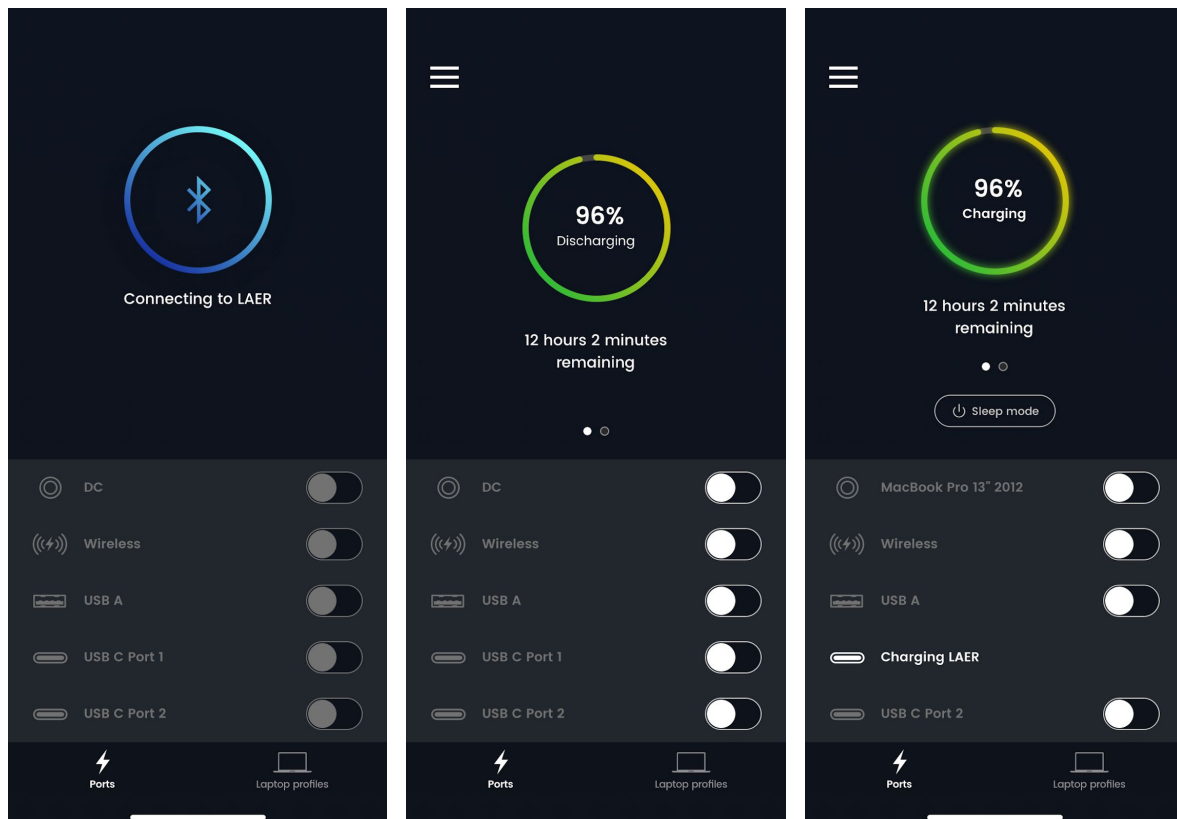 Connecting to LAER
DC
Wireless
USB A
USB C Port 1
USB C Port 2
Ports
Laptop profiles
96%
Discharging
12 hours 2 minutes
remaining
DC
Wireless
USB A
USB C Port 1
USB C Port 2
Ports
Laptop profiles
96%
Charging
12 hours 2 minutes
remaining
Sleep mode
MacBook Pro 13" 2012
Wireless
USB A
Charging LAER
USB C Port 2
Ports
Laptop profiles